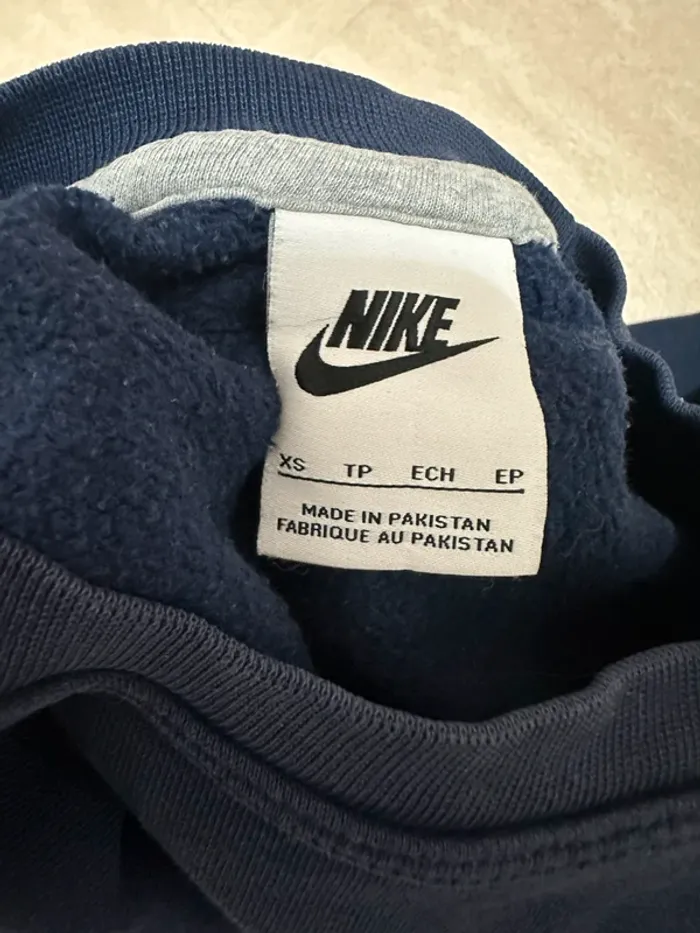 NIKE
XS TP ECH EP
MADE IN PAKISTAN
FABRIQUE AU PAKISTAN